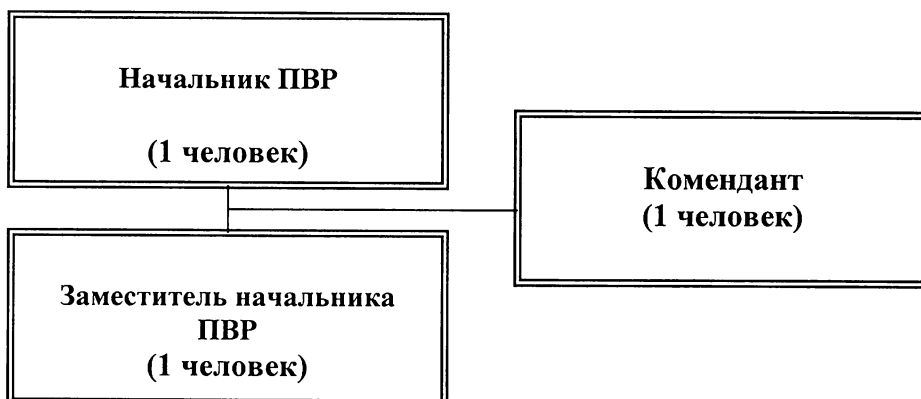 Начальник ПВР
(1 человек)
Комендант
(1 человек)
Заместитель начальника
ПВР
(1 человек)